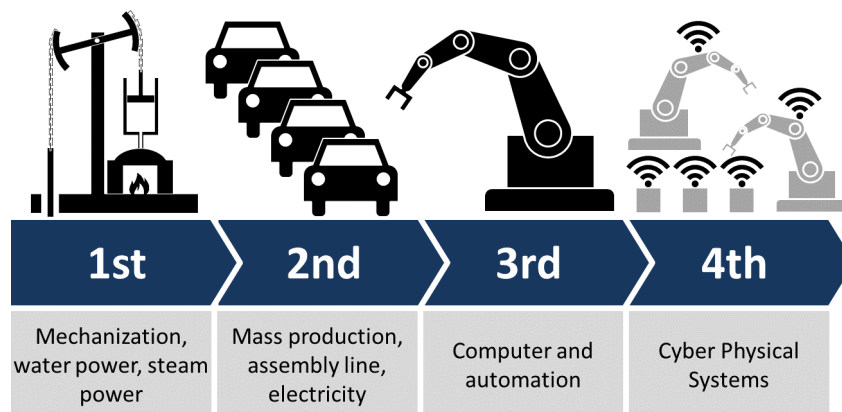 1st
2nd
3rd
4th
Mechanization,
water power, steam
power
Mass production,
assembly line,
electricity
Computer and
automation
Cyber Physical
Systems